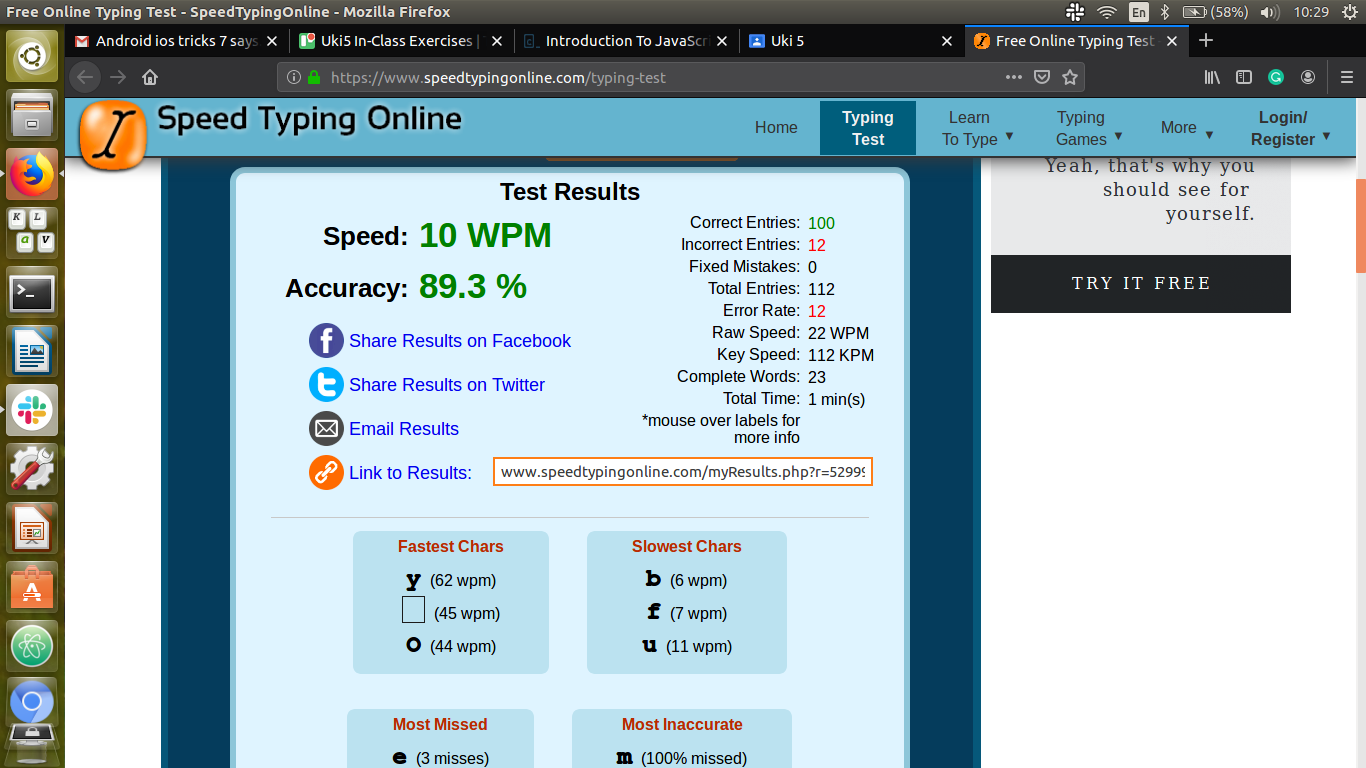 Free Online Typing Test - SpeedTypingOnline - Mozilla Firefox
En
(58%)
10:29
Android ios tricks 7 says
Uki5 In-Class Exercises |
Introduction To JavaScri
Uki 5
Free Online Typing Test
https://www.speedtypingonline.com/typing-test
Speed Typing Online
Home
Typing
Test
Learn
To Type
Typing
Games
More
Login/
Register
Yeah, that's why you
should see for
yourself.
TRY IT FREE
Test Results
Speed: 10 WPM
Accuracy: 89.3 %
Share Results on Facebook
Share Results on Twitter
Email Results
Link to Results: www.speedtypingonline.com/myResults.php?r=5299
Correct Entries: 100
Incorrect Entries: 12
Fixed Mistakes: 0
Total Entries: 112
Error Rate: 12
Raw Speed: 22 WPM
Key Speed: 112 KPM
Complete Words: 23
Total Time: 1 min(s)
*mouse over labels for
more info
Fastest Chars
y (62 wpm)
(45 wpm)
O (44 wpm)
Slowest Chars
b (6 wpm)
f (7 wpm)
u (11 wpm)
Most Missed
e (3 misses)
Most Inaccurate
m (100% missed)